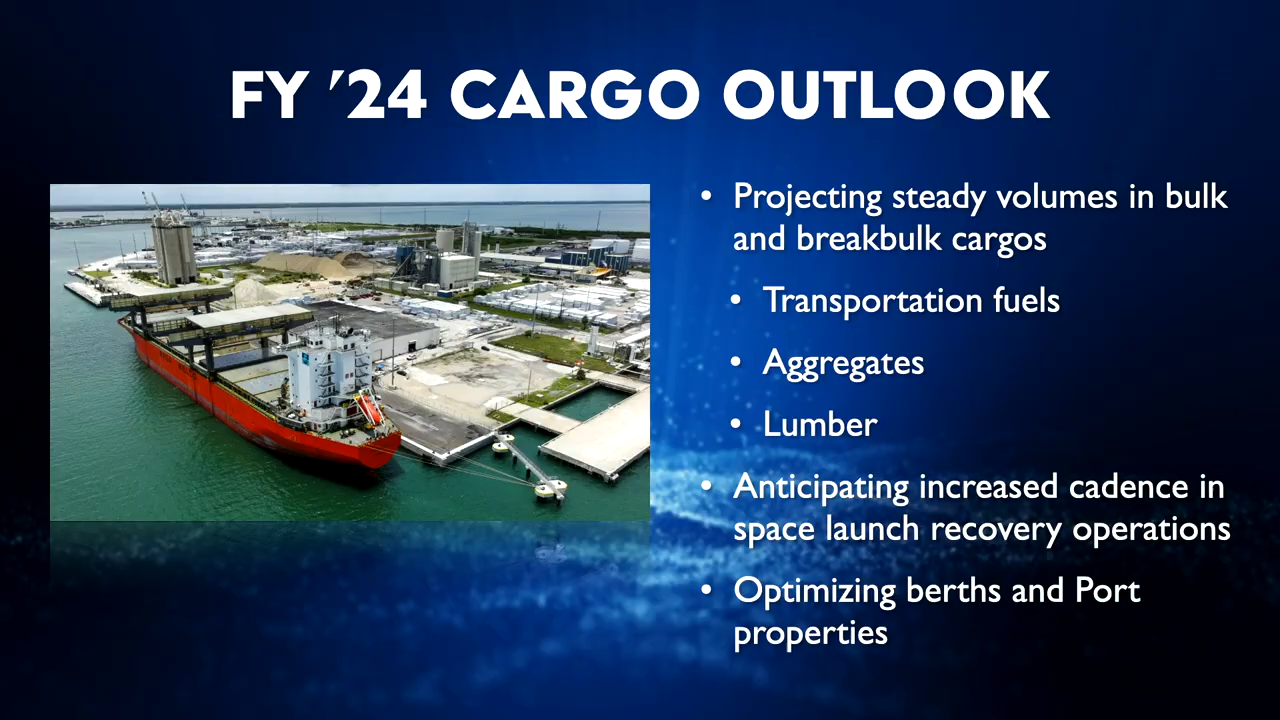 FY ’24 CARGO OUTLOOK
• Projecting steady volumes in bulk
and breakbulk cargos
• Transportation fuels
• Aggregates
• Lumber
• Anticipating increased cadence in
space launch recovery operations
• Optimizing berths and Port
properties